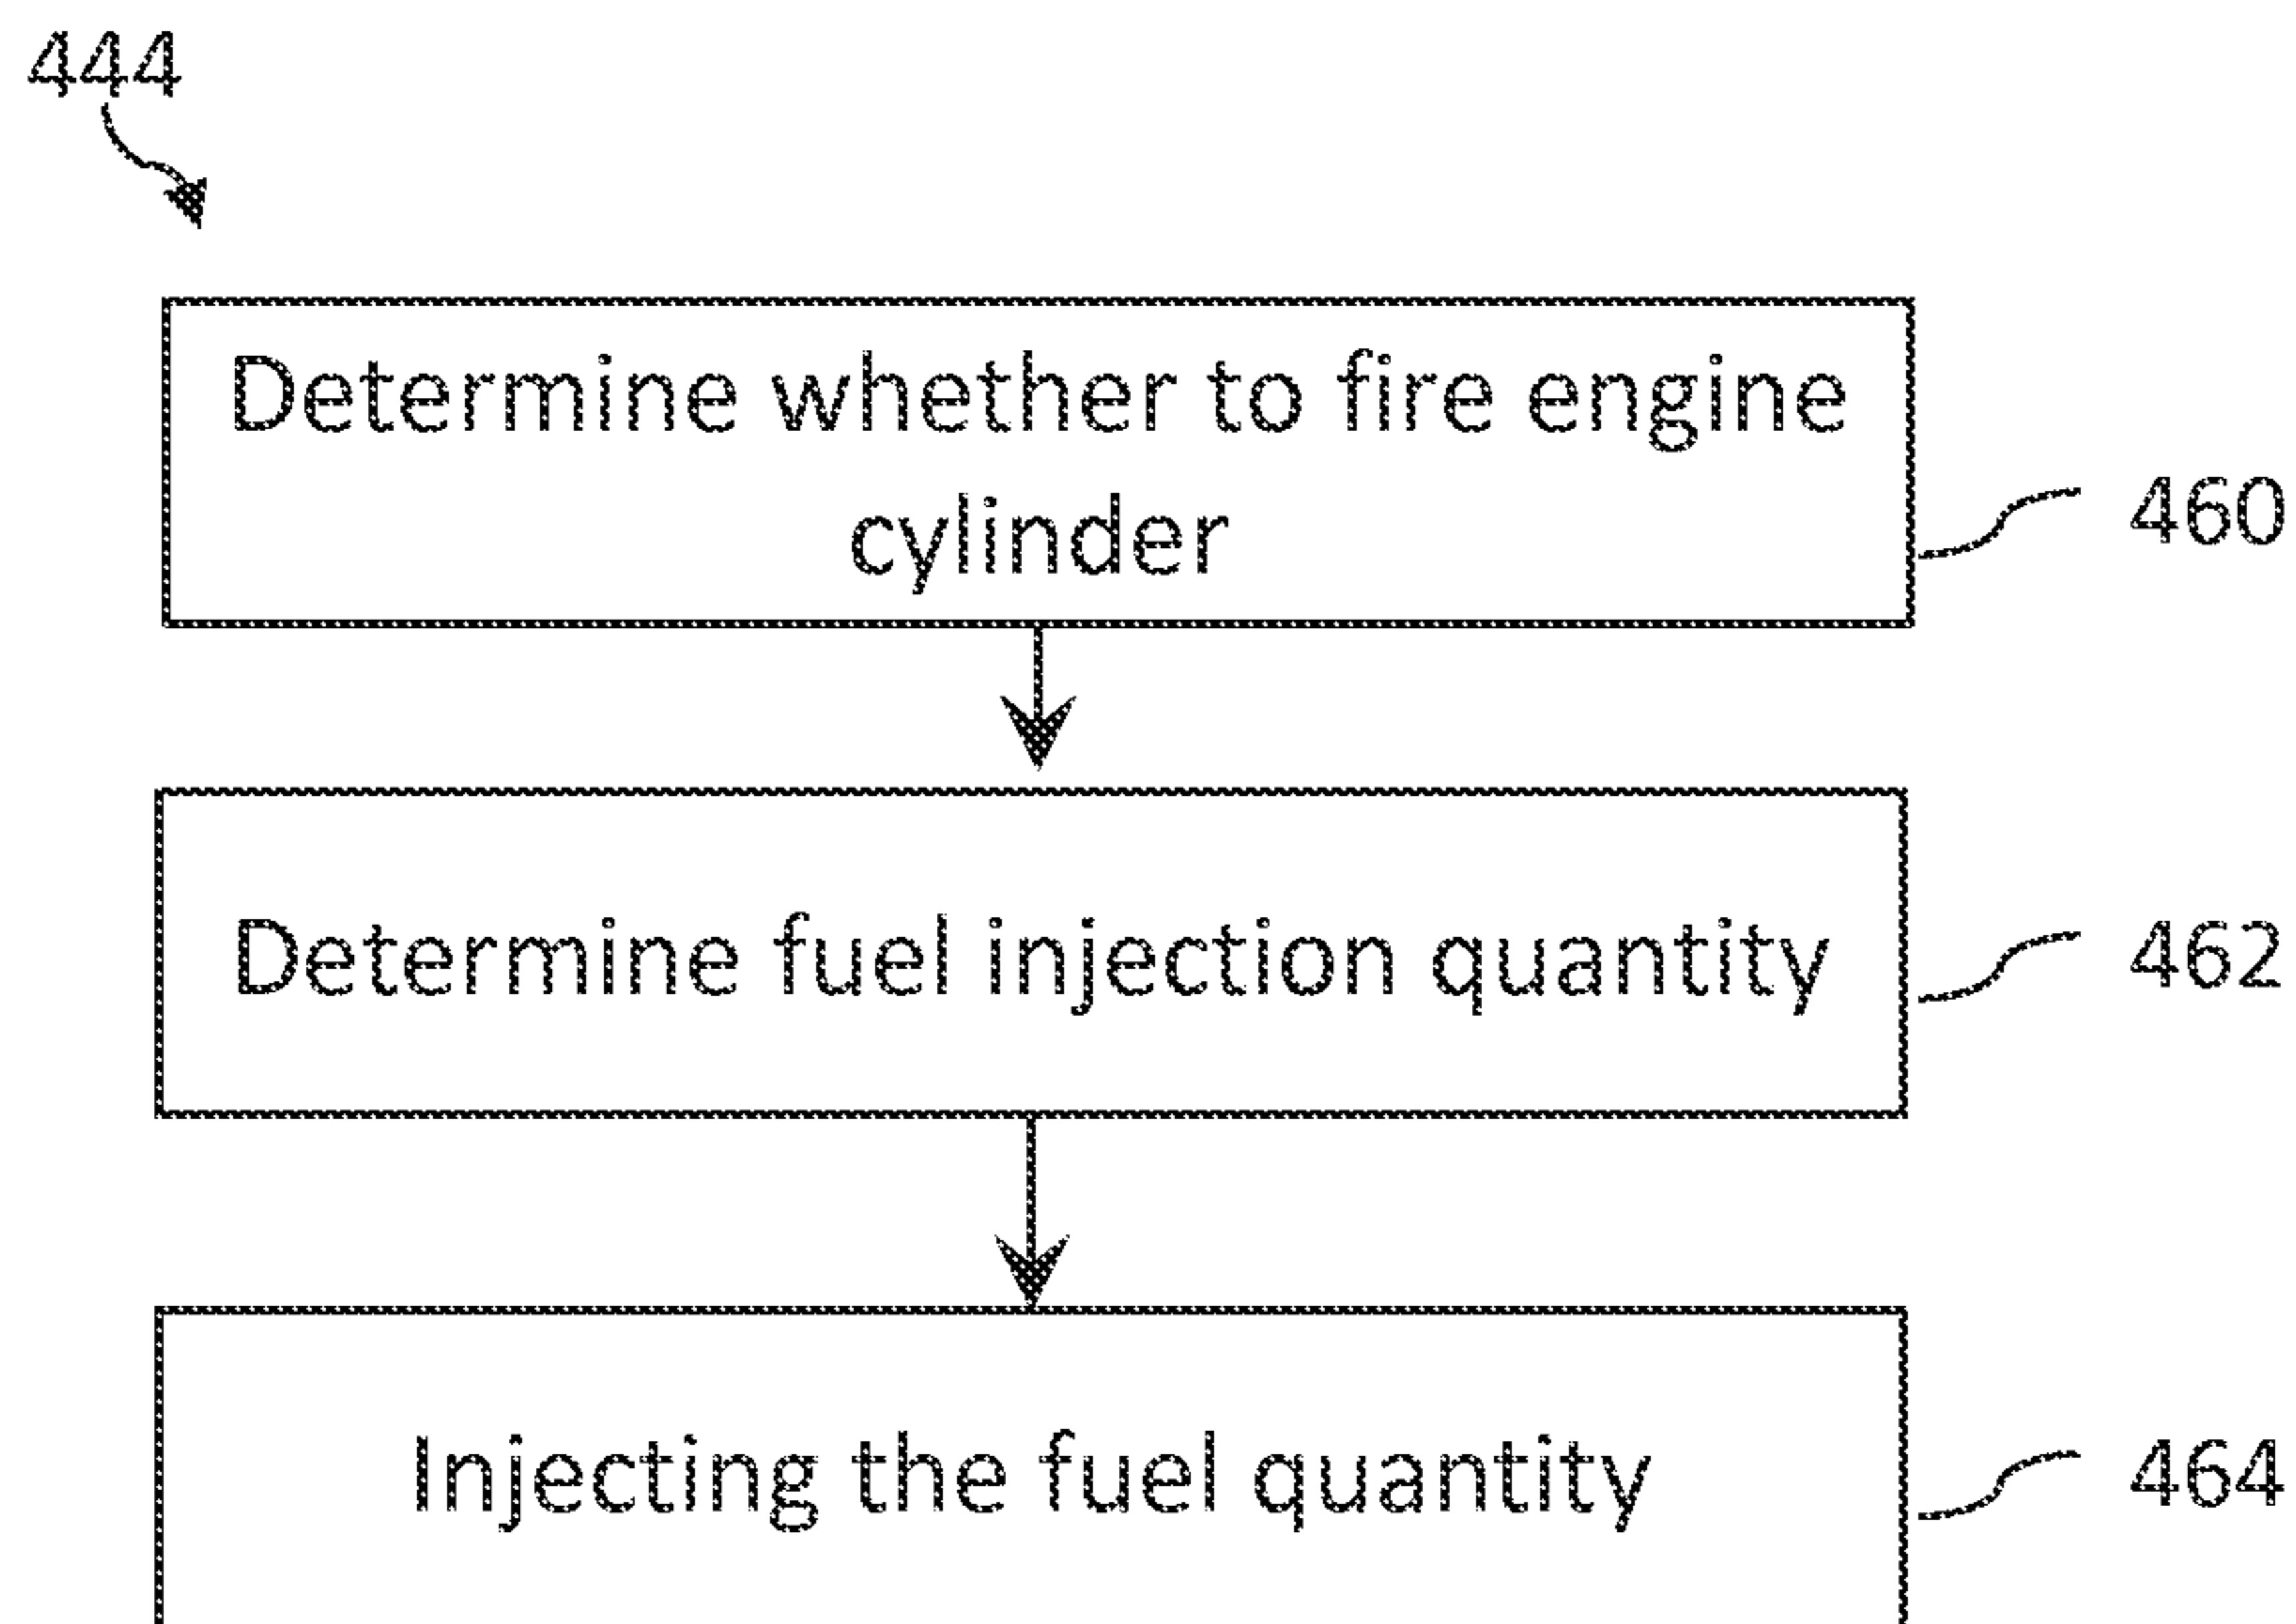 444
Determine whether to fire engine
cylinder
460
Determine fuel injection quantity
462
Injecting the fuel quantity
464